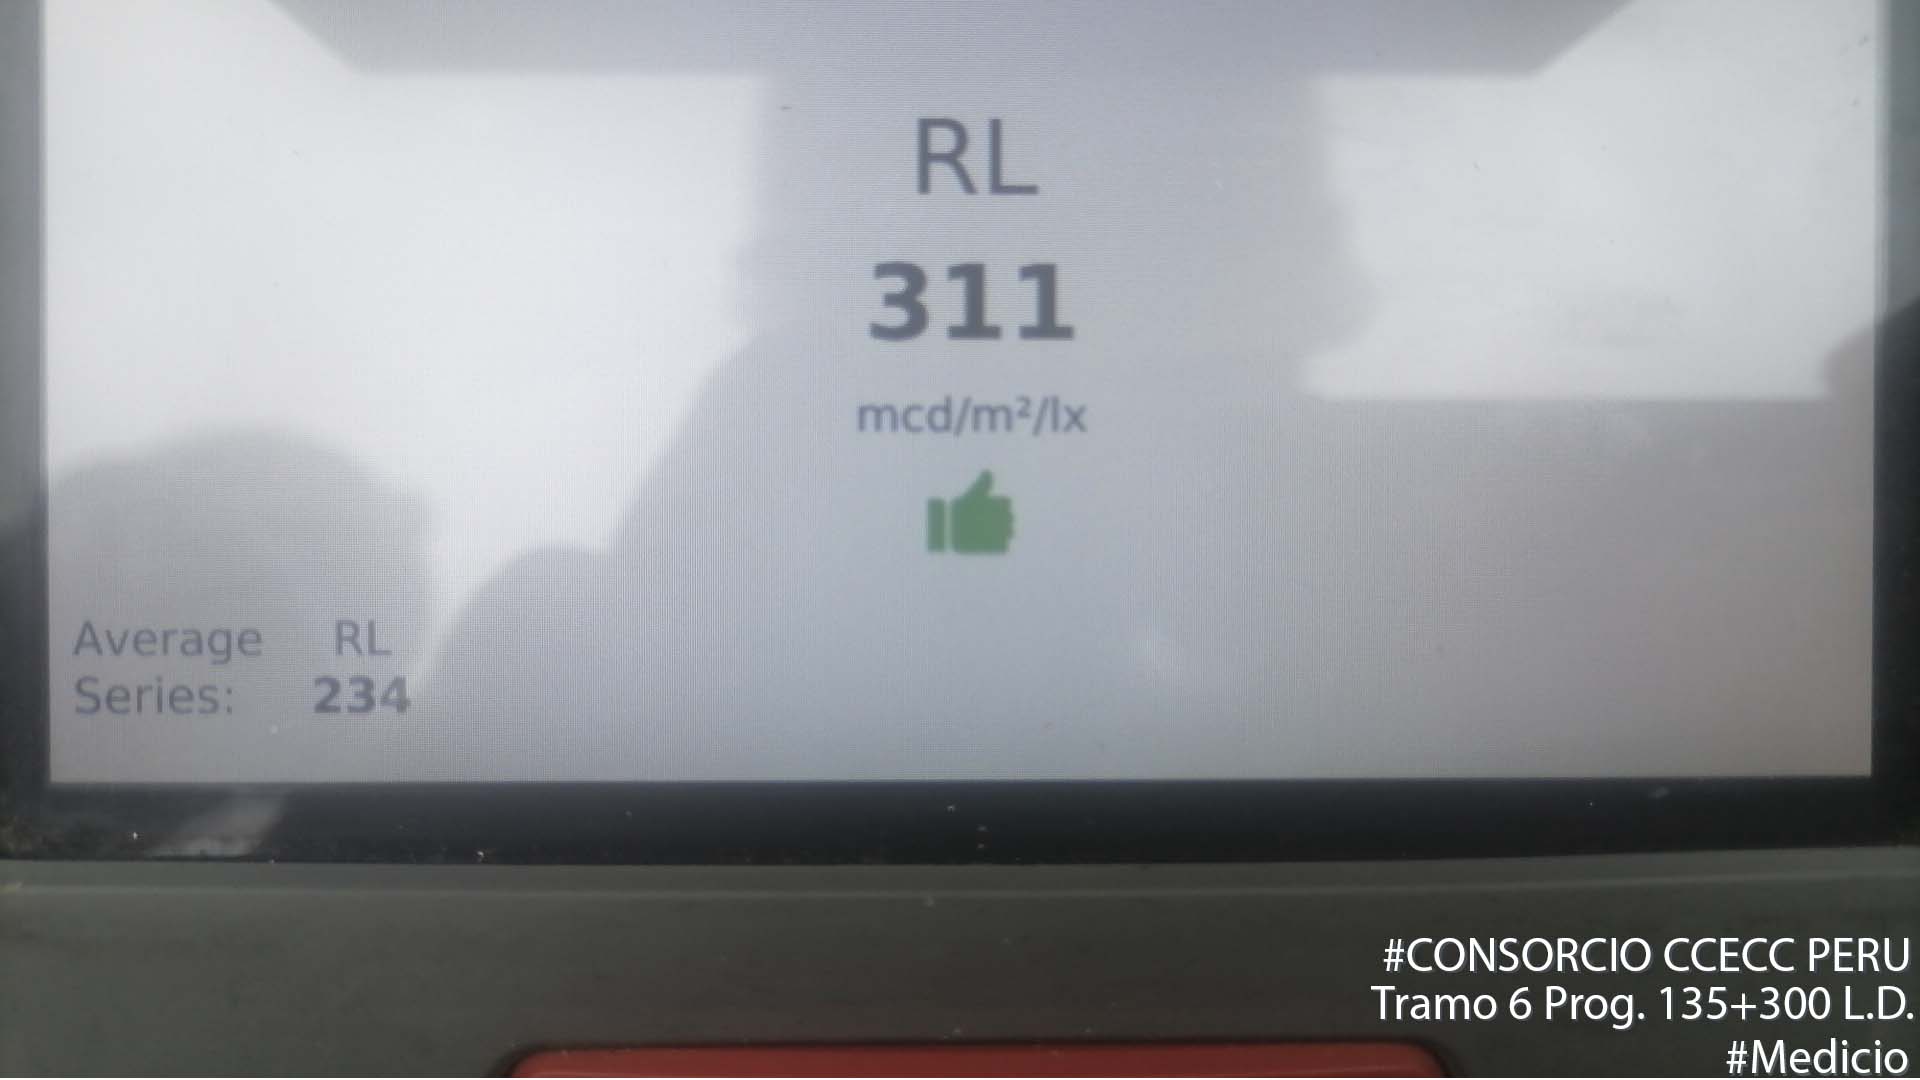 RL
311
mcd/m²/lx
Average RL
Series: 234
#CONSORCIO CCECC PERU
Tramo 6 Prog. 135+300 L.D.
#Medicio